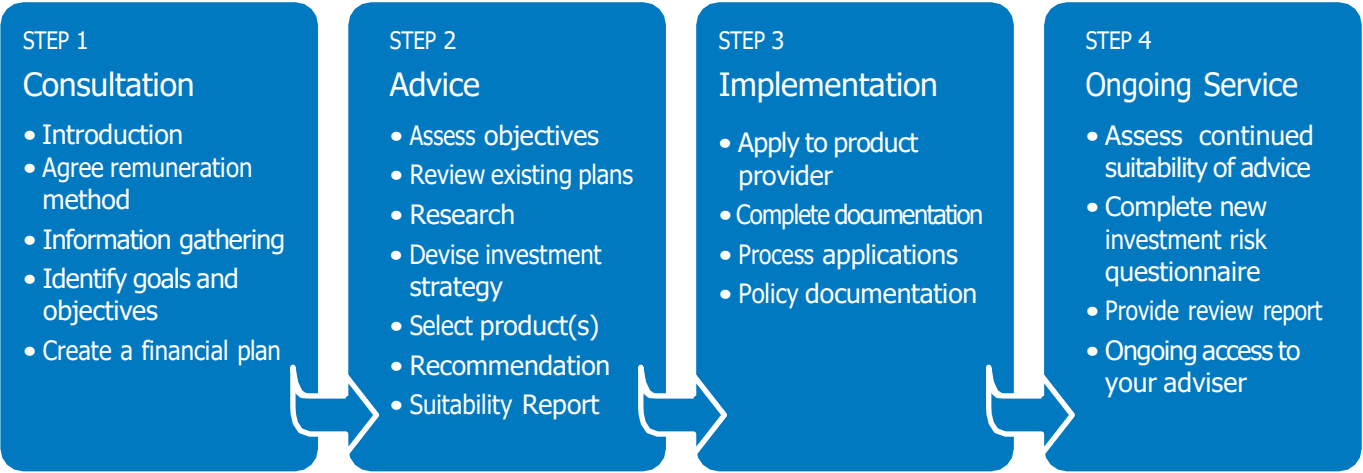 STEP 1
Consultation
• Introduction
• Agree remuneration
method
• Information gathering
• Identify goals and
objectives
• Create a financial plan
STEP 2
Advice
• Assess objectives
• Review existing plans
• Research
• Devise investment
strategy
• Select product(s)
• Recommendation
• Suitability Report
STEP 3
Implementation
• Apply to product
provider
• Complete documentation
• Process applications
• Policy documentation
STEP 4
Ongoing Service
• Assess continued
suitability of advice
• Complete new
investment risk
questionnaire
• Provide review report
• Ongoing access to
your adviser